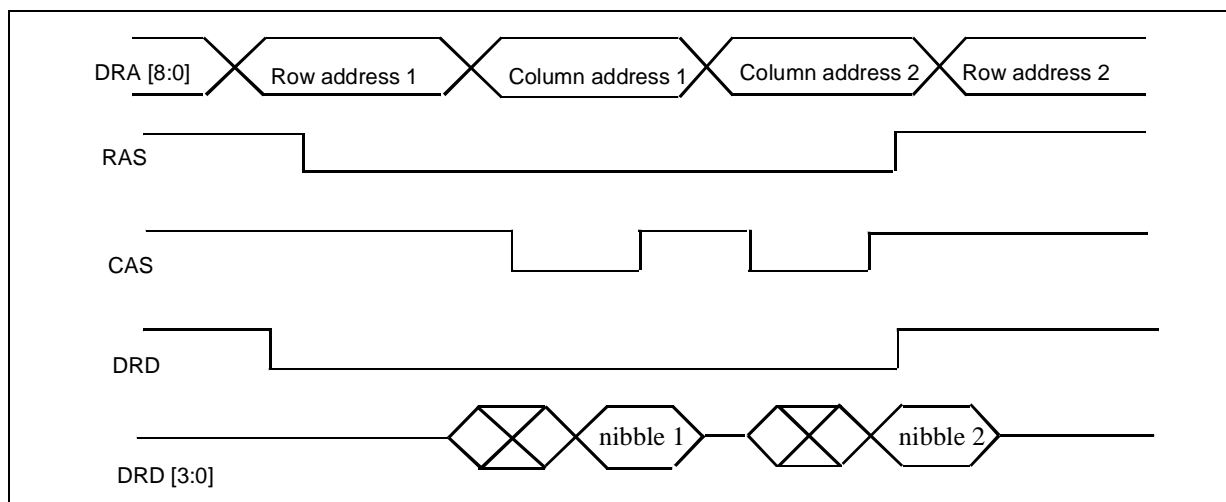 DRA [8:0]
Row address 1
Column address 1
Column address 2
Row address 2
RAS
CAS
DRD
nibble 1
nibble 2
DRD [3:0]